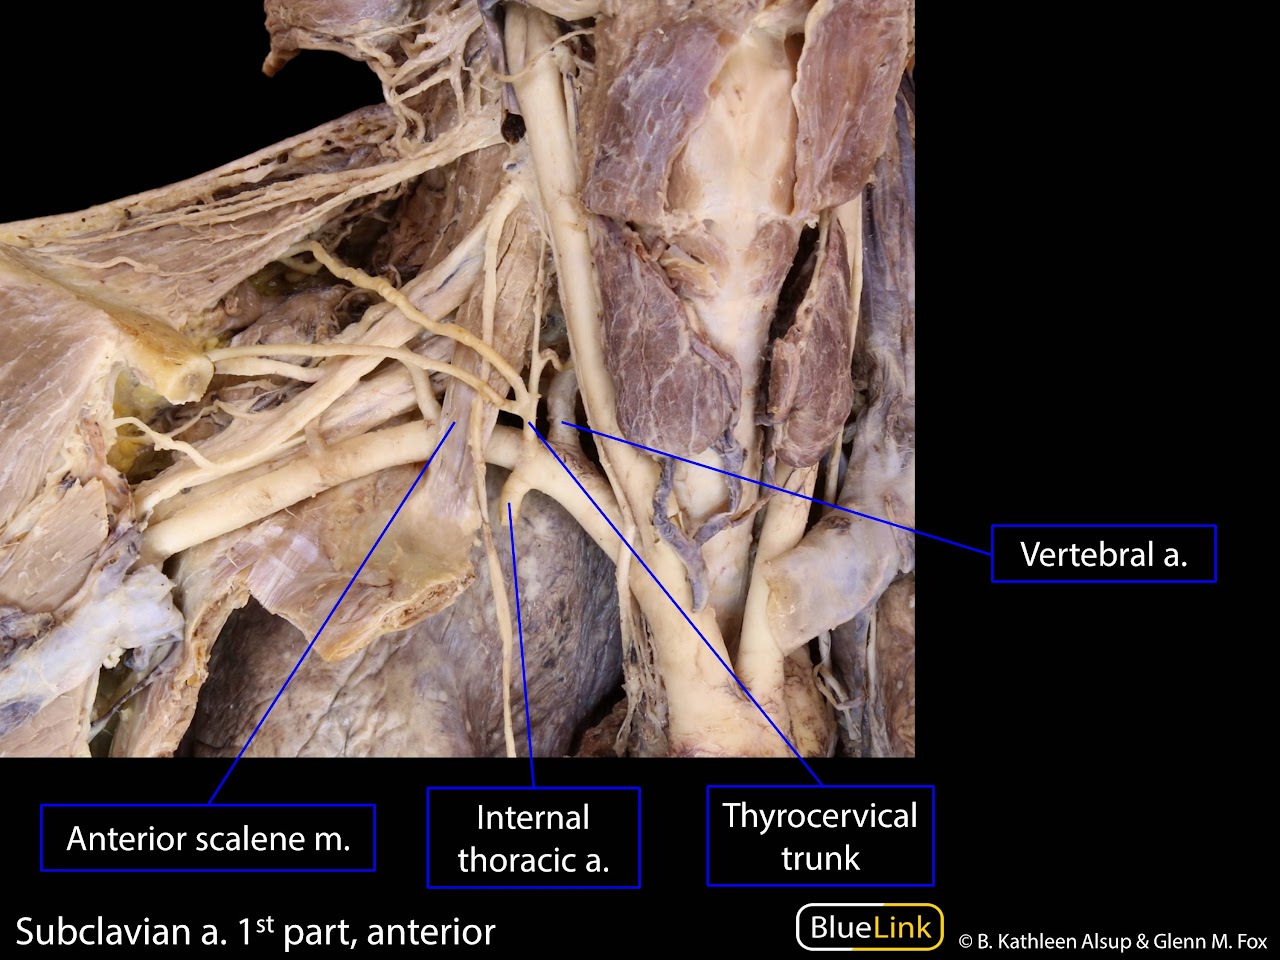 Vertebral a.
Anterior scalene m.
Internal
thoracic a.
Thyrocervical
trunk
Subclavian a. 1st part, anterior
BlueLink
© B. Kathleen Alsup & Glenn M. Fox